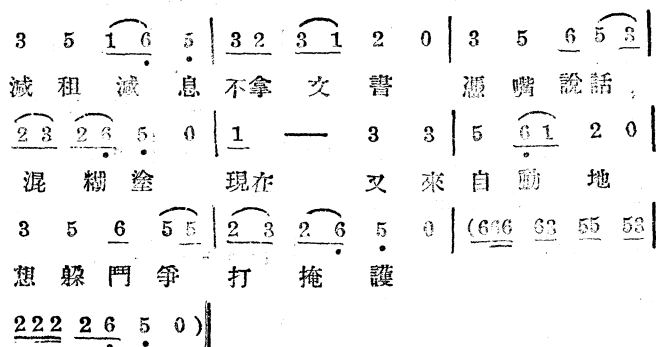 3 5 1 6 5 | 3 2 3 1 2 0 | 3 5 6 5 3 |
減租減息不拿文書 憑嘴說話,
2 3 2 6 5 0 | 1 — 3 3 | 5 6 1 2 0 |
混糊塗 現在 又來自動地
3 5 6 5 5 | 2 3 2 6 5 0 | (666 63 55 53 |
想躲鬥爭打掩護
222 2 6 5 0 )